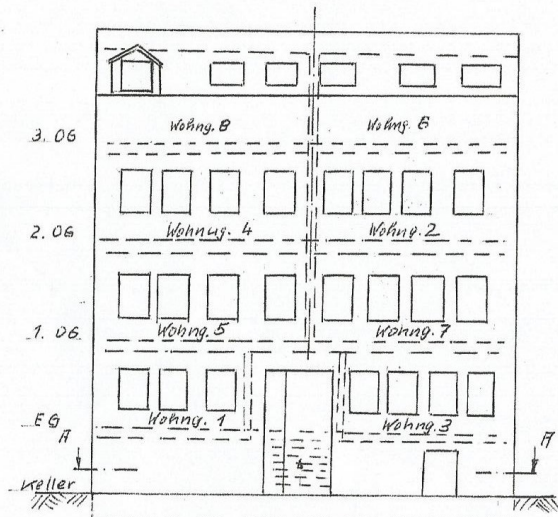 Wohng. 8 Wohng. 6
3. OG
Wohnug. 4 Wohng. 2
2. OG
Wohng. 5 Wohng. 7
1. OG
Wohng. 1 Wohng. 3
EG
A A
Keller